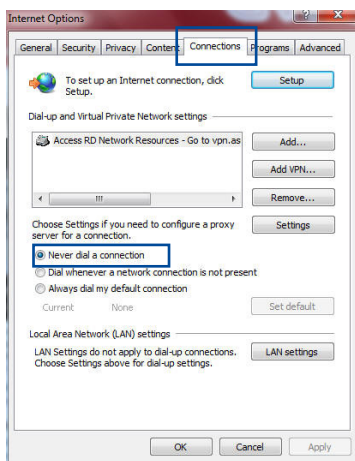 Internet Options
General Security Privacy Content Connections Programs Advanced
To set up an Internet connection, click
Setup.
Setup
Dial-up and Virtual Private Network settings
Access RD Network Resources - Go to vpn.as
Add...
Add VPN...
Remove...
Choose Settings if you need to configure a proxy
server for a connection.
Settings
Never dial a connection
Dial whenever a network connection is not present
Always dial my default connection
Current None
Set default
Local Area Network (LAN) settings
LAN Settings do not apply to dial-up connections.
Choose Settings above for dial-up settings.
LAN settings
OK Cancel Apply